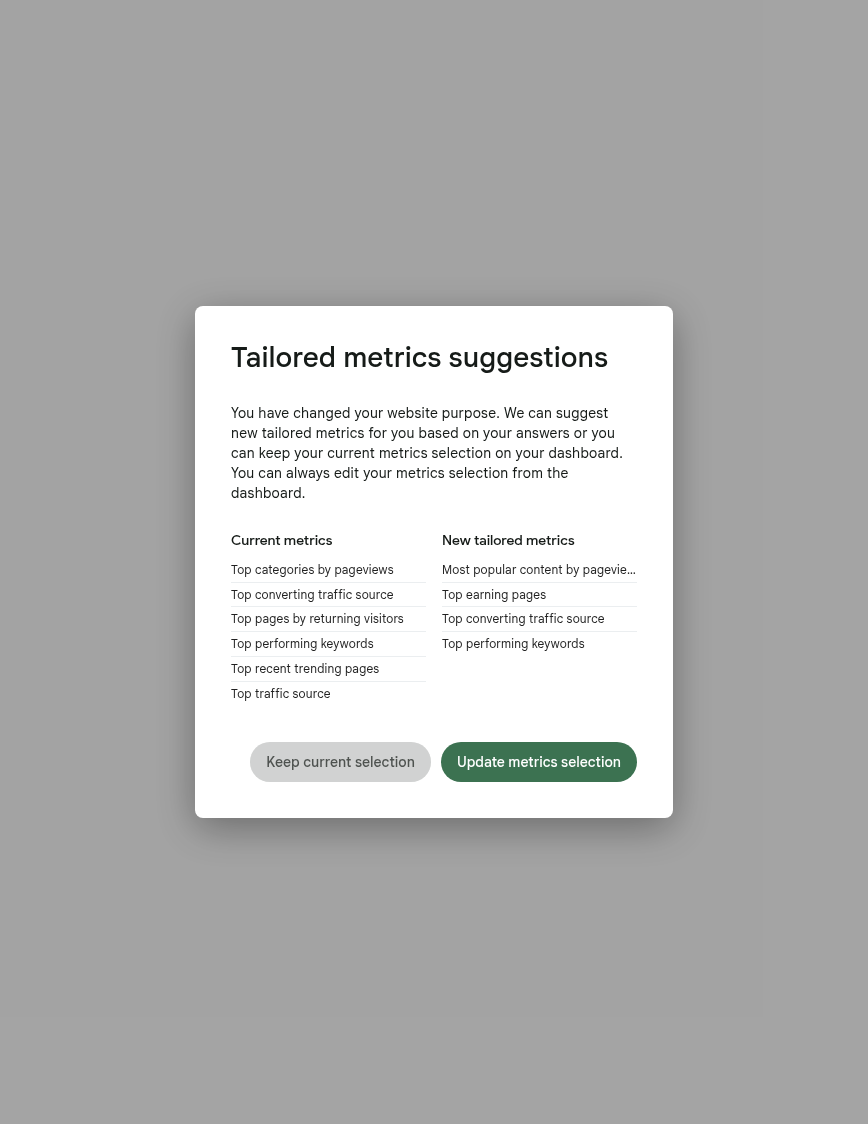 Tailored metrics suggestions
You have changed your website purpose. We can suggest
new tailored metrics for you based on your answers or you
can keep your current metrics selection on your dashboard.
You can always edit your metrics selection from the
dashboard.
Current metrics
Top categories by pageviews
Top converting traffic source
Top pages by returning visitors
Top performing keywords
Top recent trending pages
Top traffic source
New tailored metrics
Most popular content by pagevie...
Top earning pages
Top converting traffic source
Top performing keywords
Keep current selection
Update metrics selection